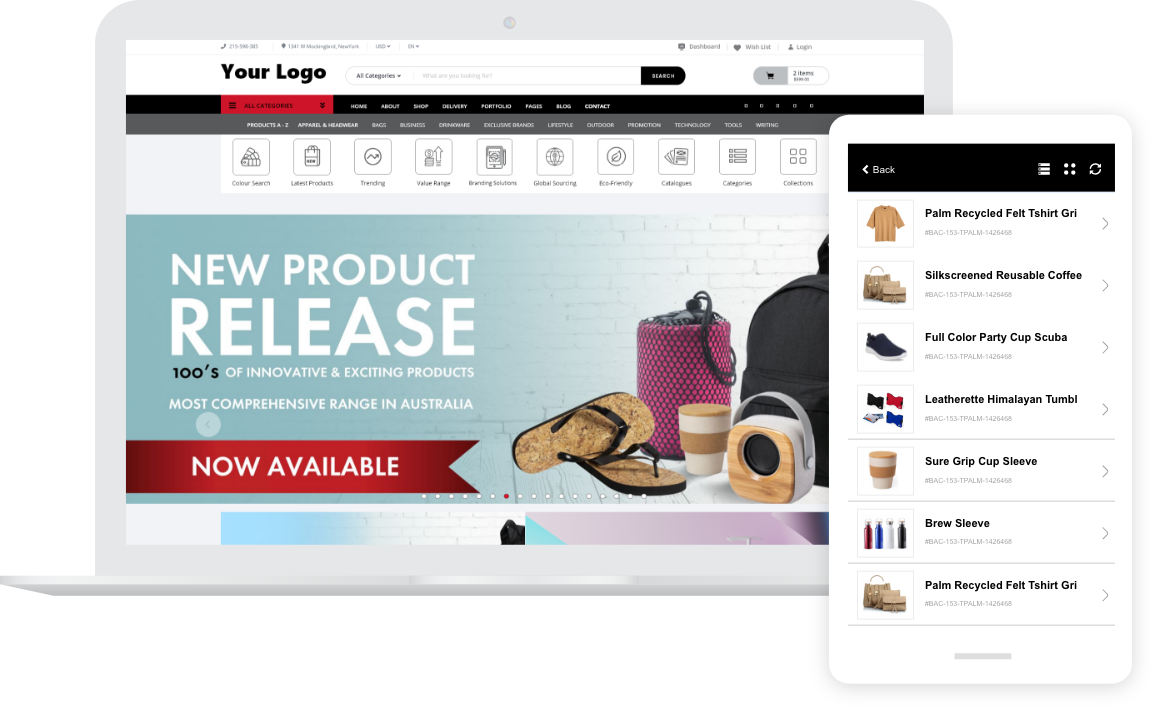 215-596-385 1341 W Mockingbird, NewYork USD EN Dashboard Wish List Login
Your Logo All Categories What are you looking for? SEARCH 2 items
ALL CATEGORIES HOME ABOUT SHOP DELIVERY PORTFOLIO PAGES BLOG CONTACT
PRODUCTS A - Z APPAREL & HEADWEAR BAGS BUSINESS DRINKWARE EXCLUSIVE BRANDS LIFESTYLE OUTDOOR PROMOTION TECHNOLOGY TOOLS WRITING
NEW
Colour Search Latest Products Trending Value Range Branding Solutions Global Sourcing Eco-Friendly Catalogues Categories Collections
NEW PRODUCT
RELEASE
100'S OF INNOVATIVE & EXCITING PRODUCTS
MOST COMPREHENSIVE RANGE IN AUSTRALIA
NOW AVAILABLE
Back
Palm Recycled Felt Tshirt Gri
#BAC-153-TPALM-1426468
Silkscreened Reusable Coffee
#BAC-153-TPALM-1426468
Full Color Party Cup Scuba
#BAC-153-TPALM-1426468
Leatherette Himalayan Tumbl
#BAC-153-TPALM-1426468
Sure Grip Cup Sleeve
#BAC-153-TPALM-1426468
Brew Sleeve
#BAC-153-TPALM-1426468
Palm Recycled Felt Tshirt Gri
#BAC-153-TPALM-1426468